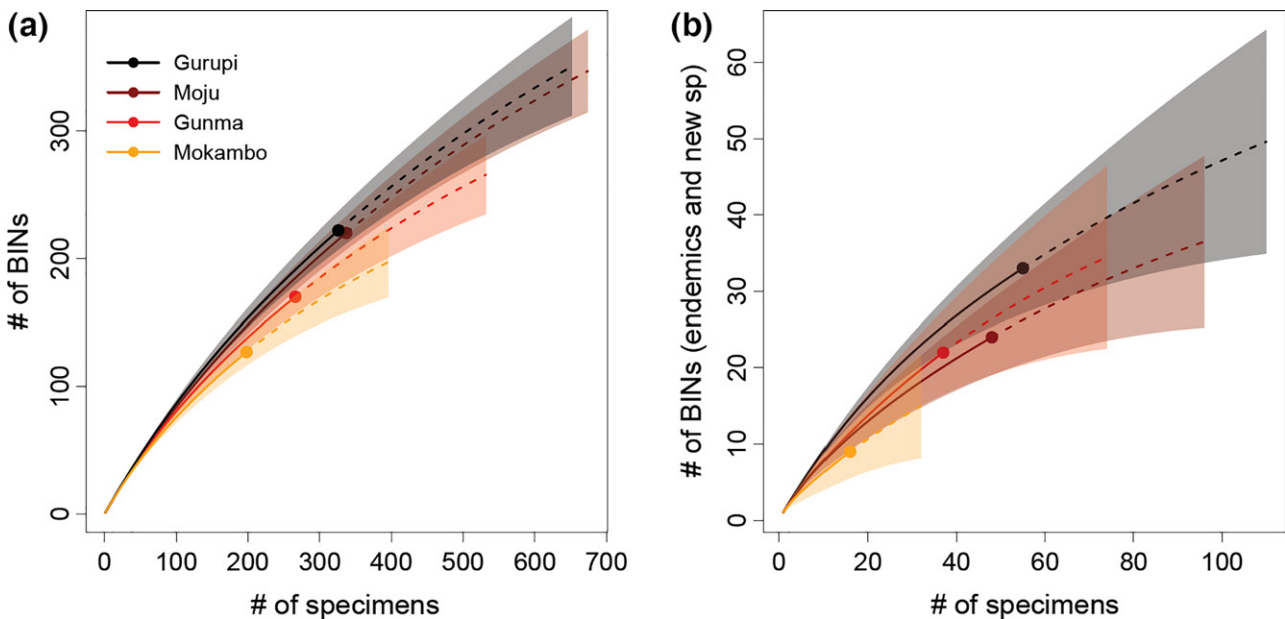 (a)
# of BINs
300
200
100
0
Gurupi
Moju
Gunma
Mokambo
0 100 200 300 400 500 600 700
# of specimens
(b)
# of BINs (endemics and new sp)
60
50
40
30
20
10
0
0 20 40 60 80 100
# of specimens